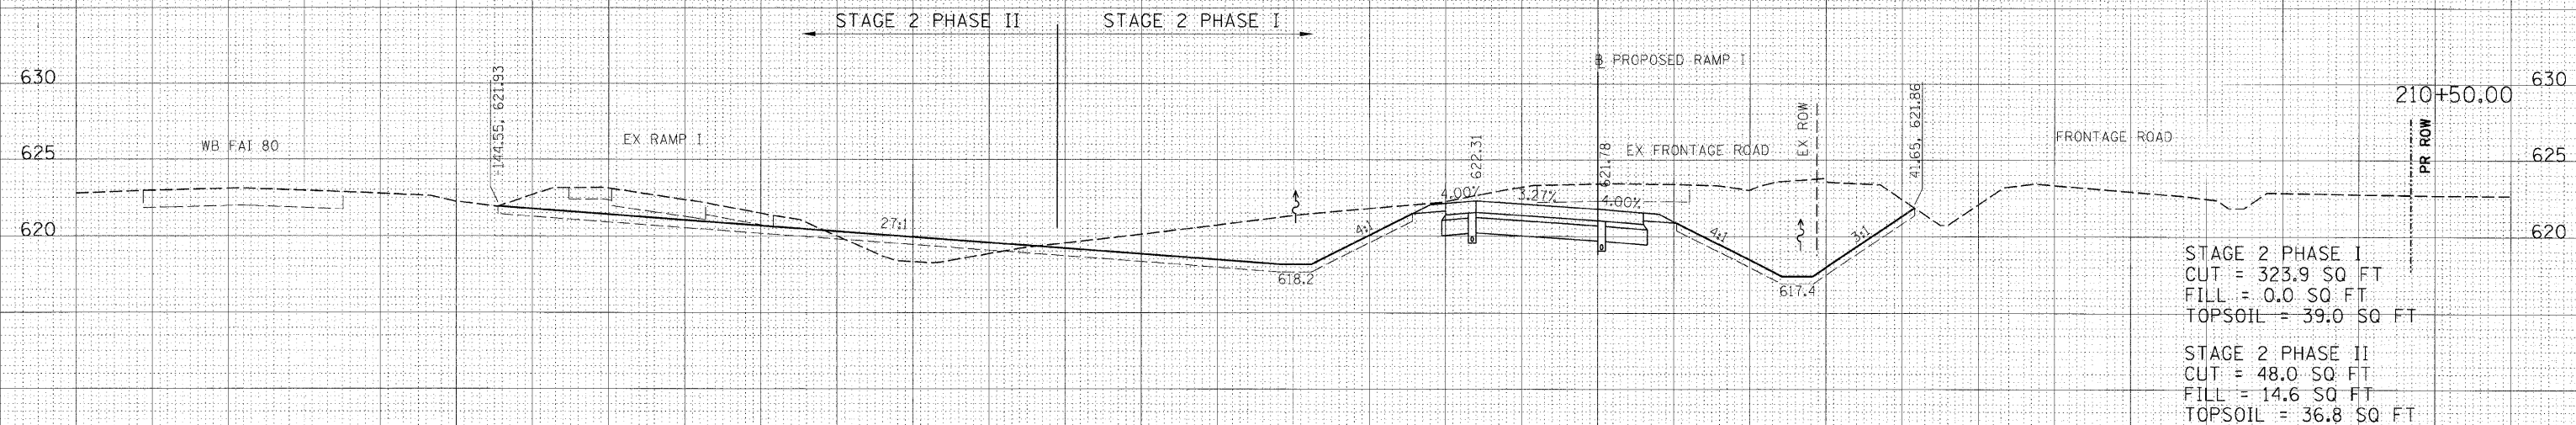 STAGE 2 PHASE II
STAGE 2 PHASE I
630
-144.55, 621.93
℄ PROPOSED RAMP I
630
210+50.00
WB FAI 80
EX RAMP I
622.31
621.78
EX FRONTAGE ROAD
EX ROW
41.65, 621.86
FRONTAGE ROAD
PR ROW
625
625
4.00%
3.27%
4.00%
620
27:1
4:1
4:1
3:1
620
618.2
617.4
STAGE 2 PHASE I
CUT = 323.9 SQ FT
FILL = 0.0 SQ FT
TOPSOIL = 39.0 SQ FT
STAGE 2 PHASE II
CUT = 48.0 SQ FT
FILL = 14.6 SQ FT
TOPSOIL = 36.8 SQ FT